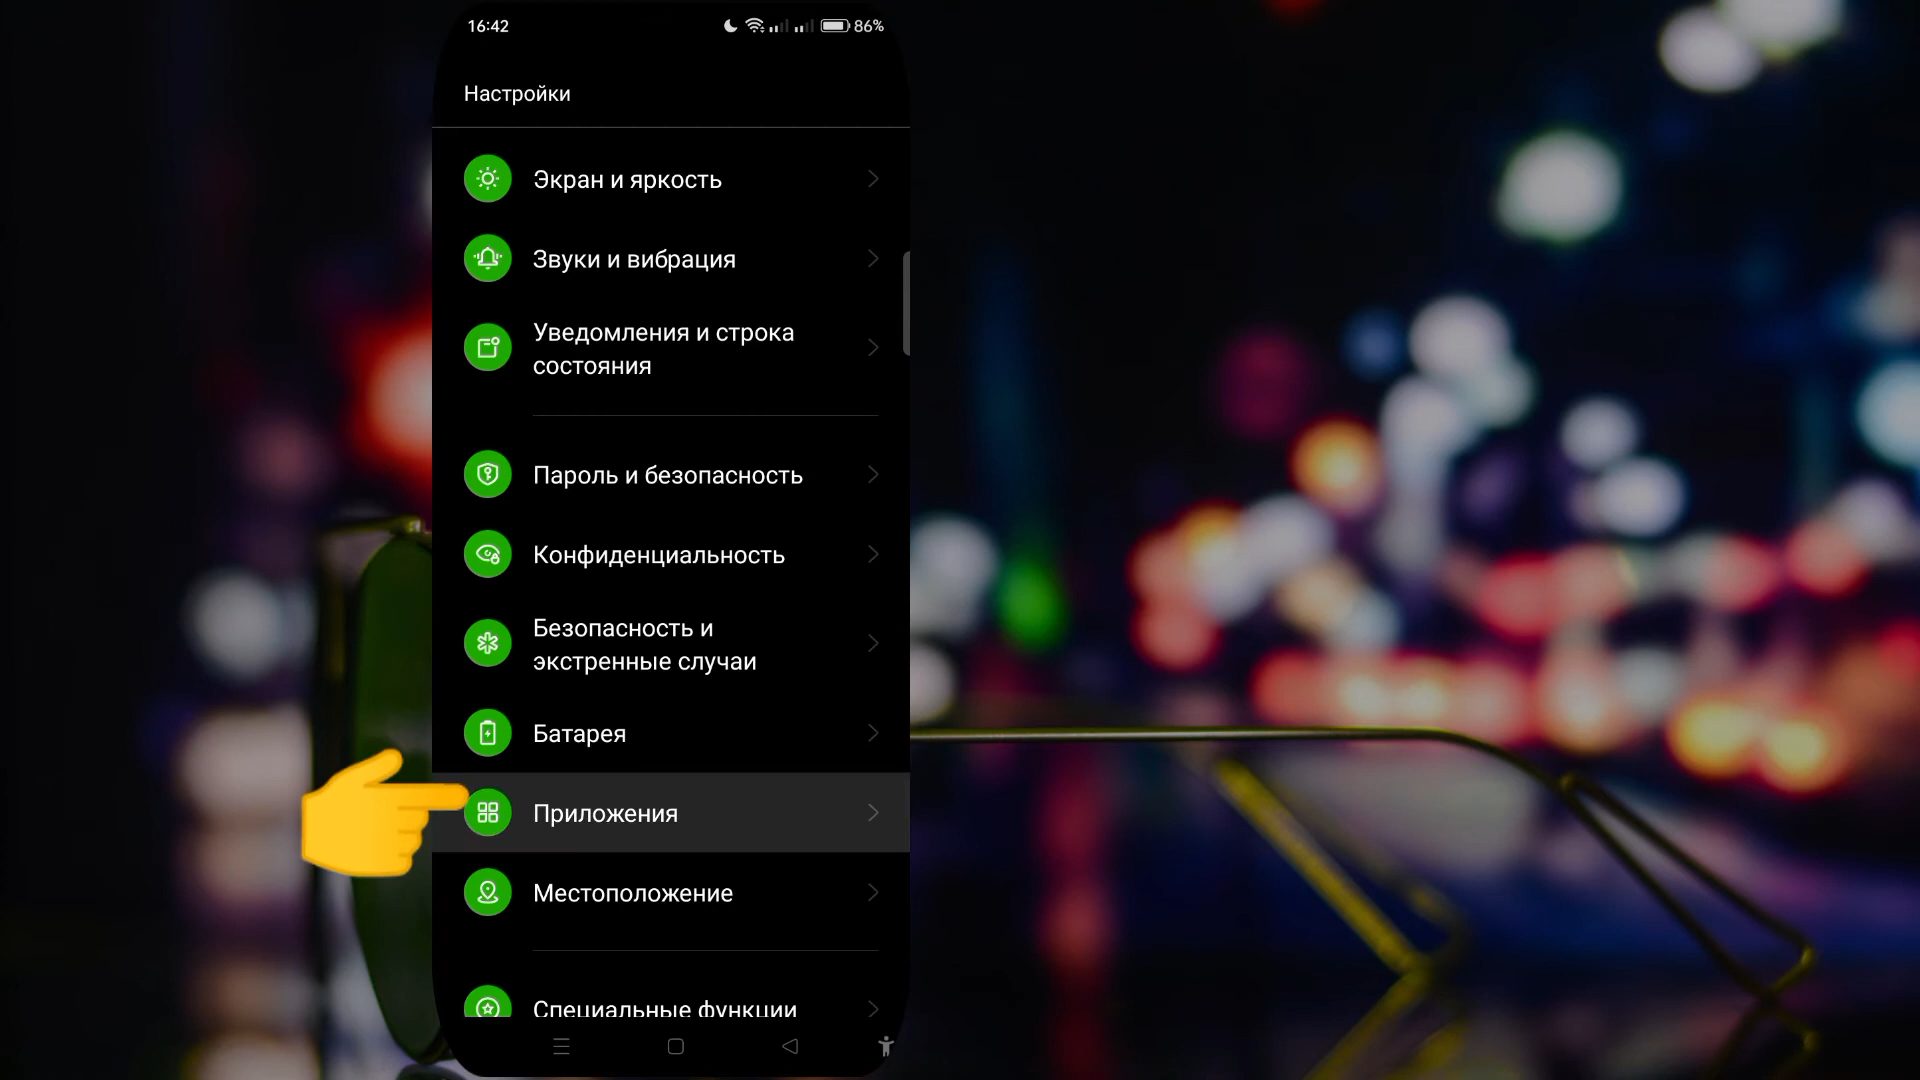 16:42
86%
Настройки
Экран и яркость
Звуки и вибрация
Уведомления и строка
состояния
Пароль и безопасность
Конфиденциальность
Безопасность и
экстренные случаи
Батарея
Приложения
Местоположение
Специальные функции